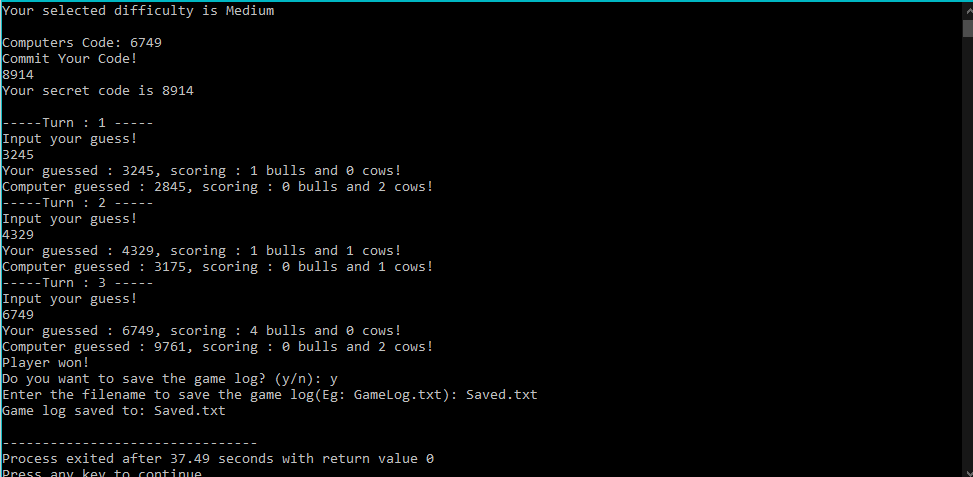 Your selected difficulty is Medium
Computers Code: 6749
Commit Your Code!
8914
Your secret code is 8914
-----Turn : 1 -----
Input your guess!
3245
Your guessed : 3245, scoring : 1 bulls and 0 cows!
Computer guessed : 2845, scoring : 0 bulls and 2 cows!
-----Turn : 2 -----
Input your guess!
4329
Your guessed : 4329, scoring : 1 bulls and 1 cows!
Computer guessed : 3175, scoring : 0 bulls and 1 cows!
-----Turn : 3 -----
Input your guess!
6749
Your guessed : 6749, scoring : 4 bulls and 0 cows!
Computer guessed : 9761, scoring : 0 bulls and 2 cows!
Player won!
Do you want to save the game log? (y/n): y
Enter the filename to save the game log(Eg: GameLog.txt): Saved.txt
Game log saved to: Saved.txt
--------------------------------
Process exited after 37.49 seconds with return value 0
Press any key to continue